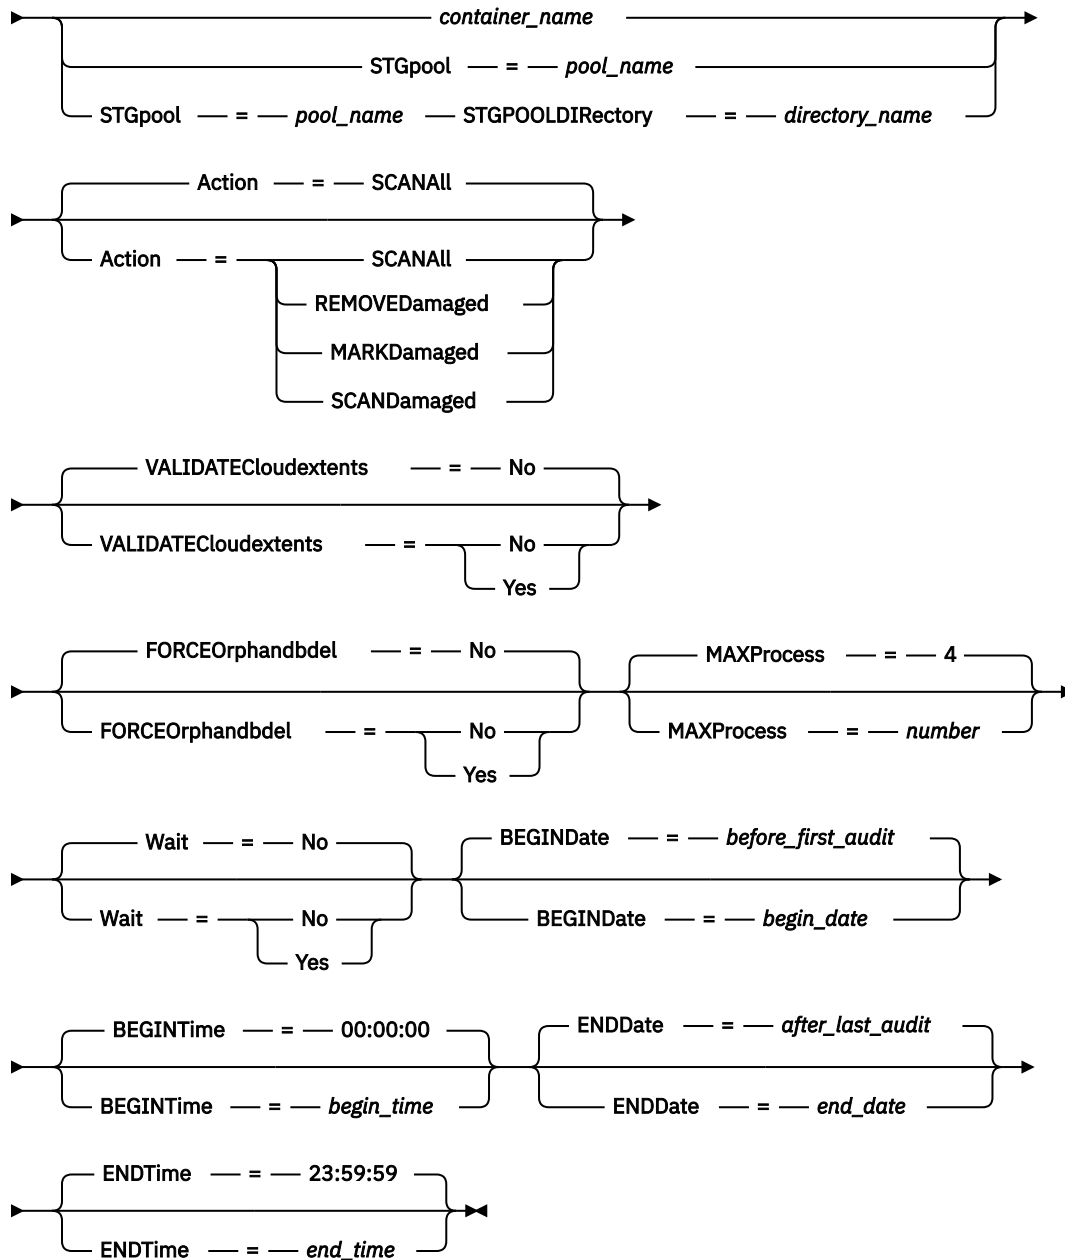 container_name
STGpool = pool_name
STGpool = pool_name STGPOOLDIRectory = directory_name
Action = SCANAll
Action = SCANAll
REMOVEDamaged
MARKDamaged
SCANDamaged
VALIDATECloudextents = No
VALIDATECloudextents = No
Yes
FORCEOrphandbdel = No MAXProcess = 4
FORCEOrphandbdel = No MAXProcess = number
Yes
Wait = No BEGINDate = before_first_audit
Wait = No BEGINDate = begin_date
Yes
BEGINTime = 00:00:00 ENDDate = after_last_audit
BEGINTime = begin_time ENDDate = end_date
ENDTime = 23:59:59
ENDTime = end_time